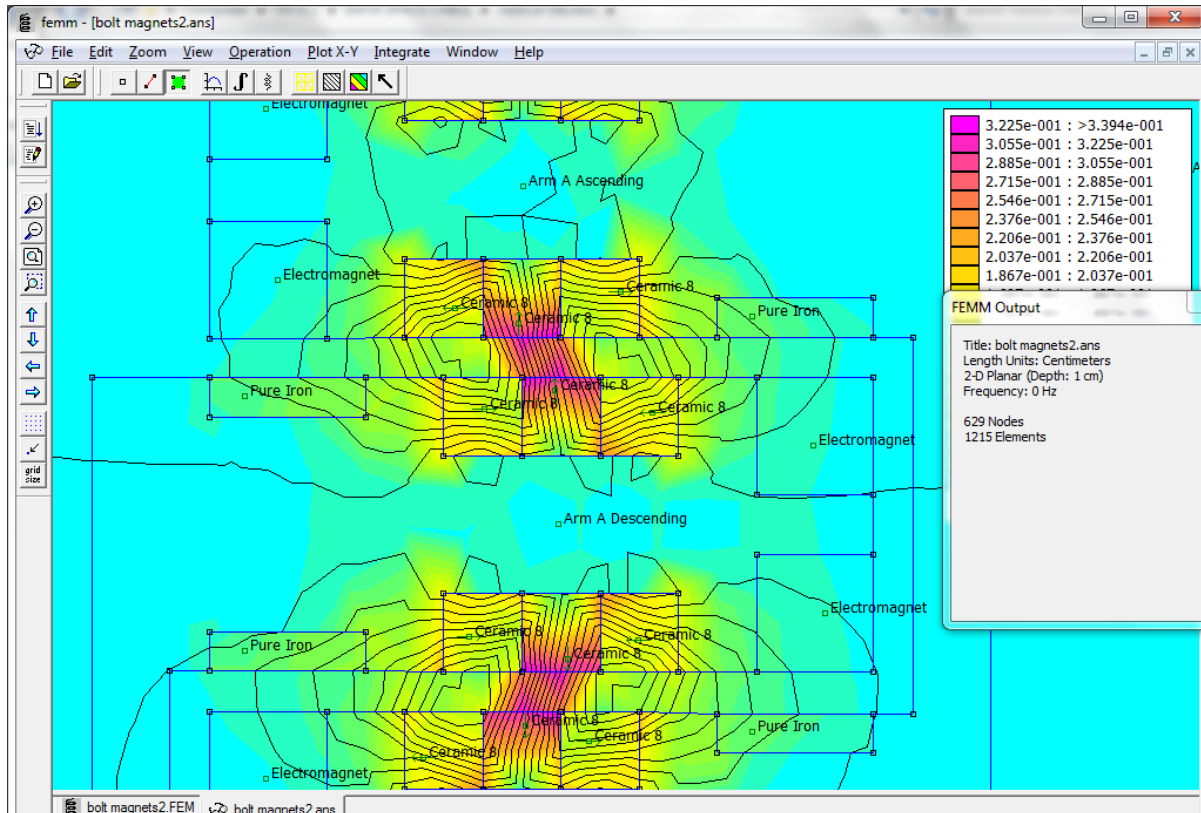 femm - [bolt magnets2.ans]
File Edit Zoom View Operation Plot X-Y Integrate Window Help
Electromagnet
Arm A Ascending
Electromagnet
Ceramic 8
Ceramic 8
Ceramic 8
Pure Iron
Pure Iron
Ceramic 8
Ceramic 8
Ceramic 8
Electromagnet
Arm A Descending
Electromagnet
Pure Iron
Ceramic 8
Ceramic 8
Ceramic 8
Ceramic 8
Ceramic 8
Ceramic 8
Pure Iron
Electromagnet
3.225e-001 : >3.394e-001
3.055e-001 : 3.225e-001
2.885e-001 : 3.055e-001
2.715e-001 : 2.885e-001
2.546e-001 : 2.715e-001
2.376e-001 : 2.546e-001
2.206e-001 : 2.376e-001
2.037e-001 : 2.206e-001
1.867e-001 : 2.037e-001
FEMM Output
Title: bolt magnets2.ans
Length Units: Centimeters
2-D Planar (Depth: 1 cm)
Frequency: 0 Hz
629 Nodes
1215 Elements
grid
size
bolt magnets2.FEM
bolt magnets2.ans